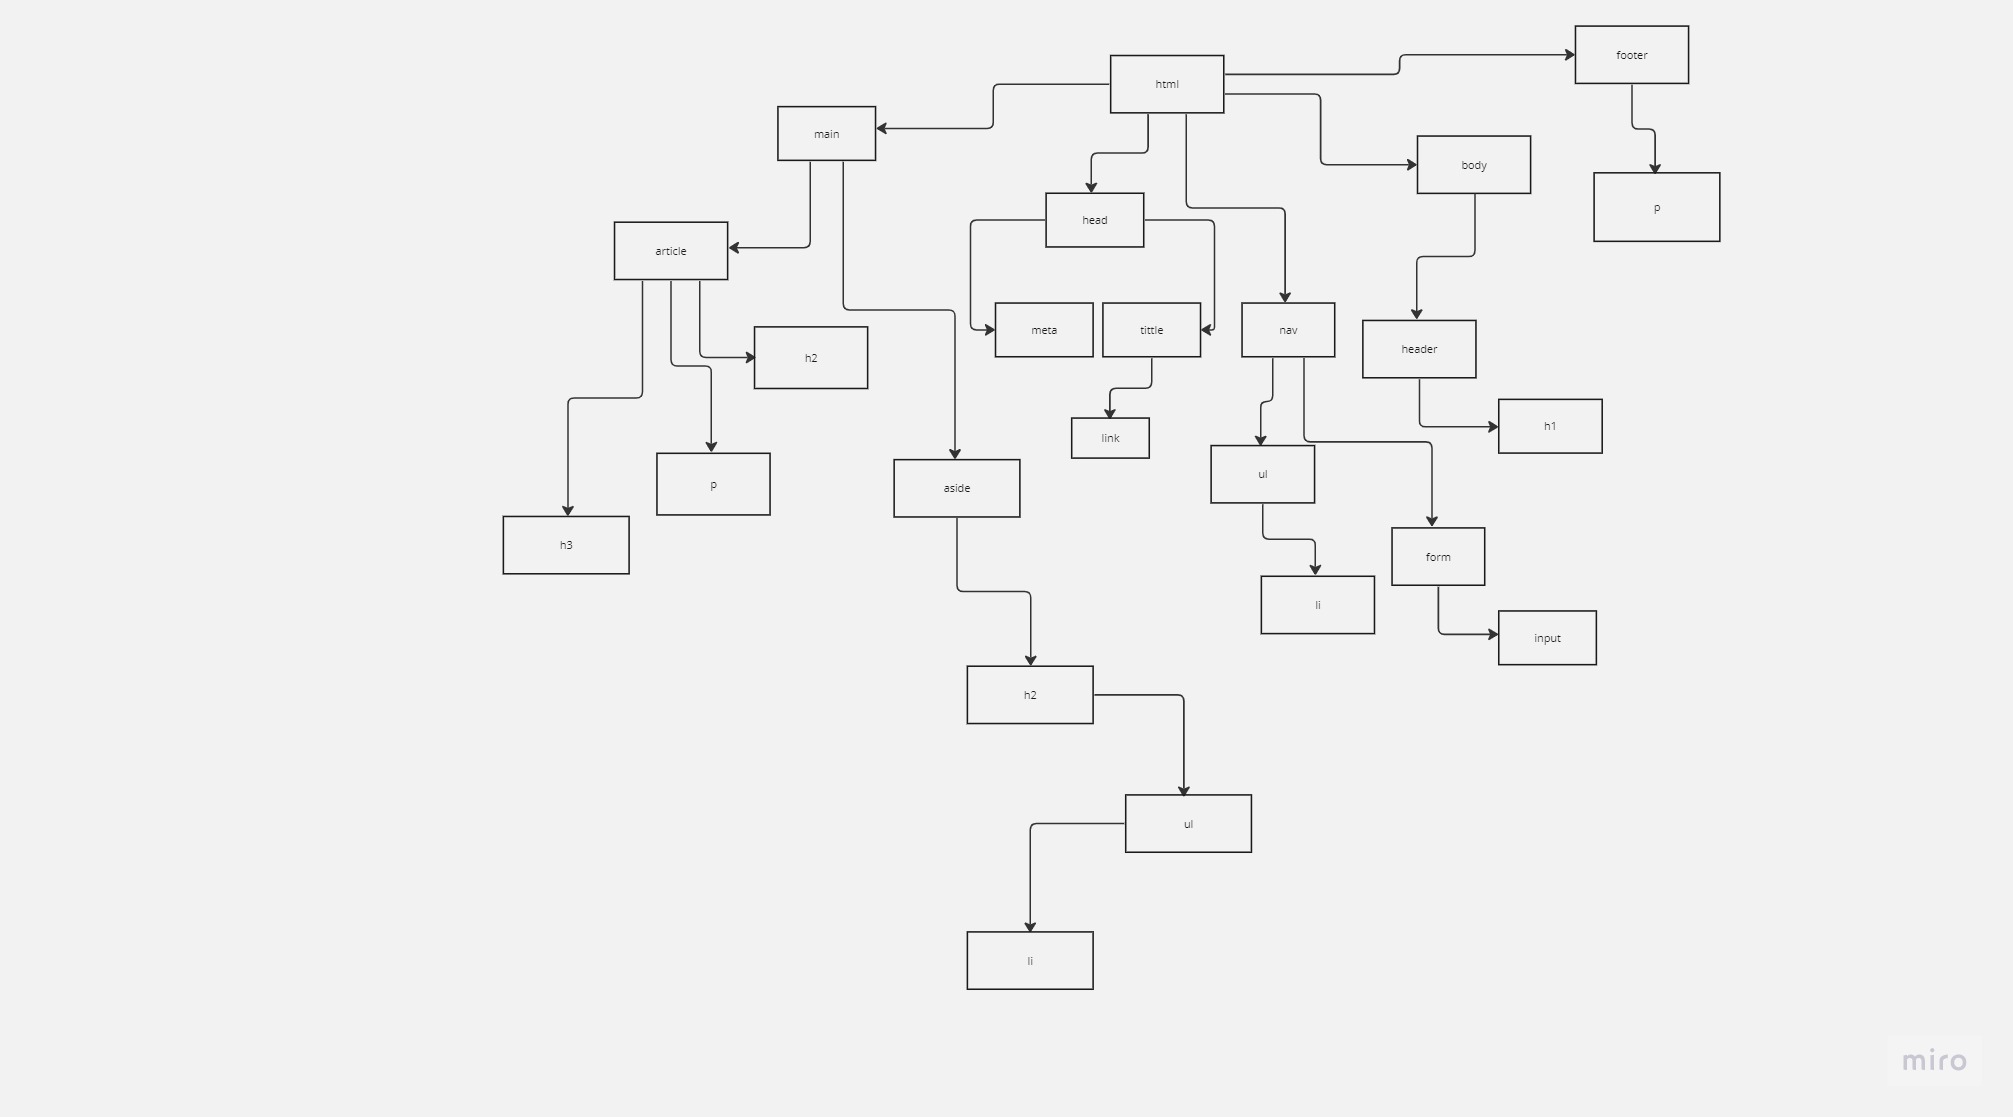 footer
html
main
body
p
head
article
meta
tittle
nav
header
h2
h1
link
ul
p
aside
h3
form
li
input
h2
ul
li
miro